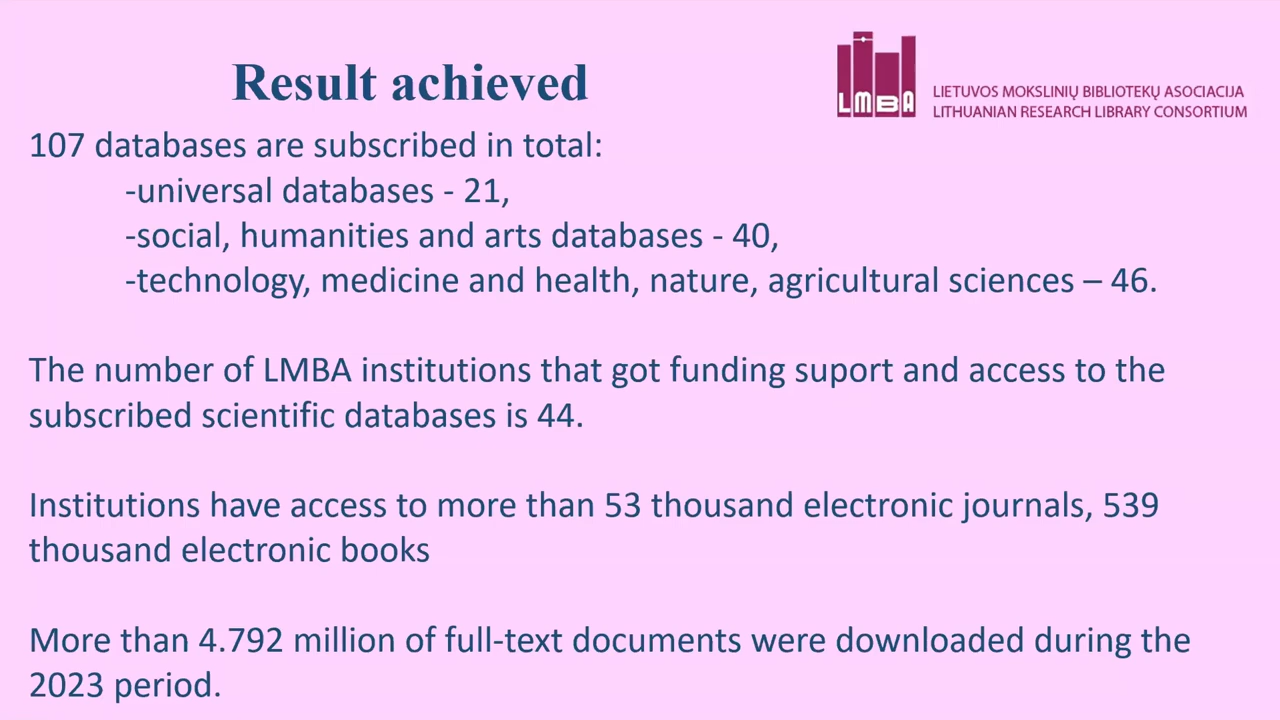 Result achieved
LMBA
LIETUVOS MOKSLINIŲ BIBLIOTEKŲ ASOCIACIJA
LITHUANIAN RESEARCH LIBRARY CONSORTIUM
107 databases are subscribed in total:
-universal databases - 21,
-social, humanities and arts databases - 40,
-technology, medicine and health, nature, agricultural sciences – 46.
The number of LMBA institutions that got funding suport and access to the
subscribed scientific databases is 44.
Institutions have access to more than 53 thousand electronic journals, 539
thousand electronic books
More than 4.792 million of full-text documents were downloaded during the
2023 period.